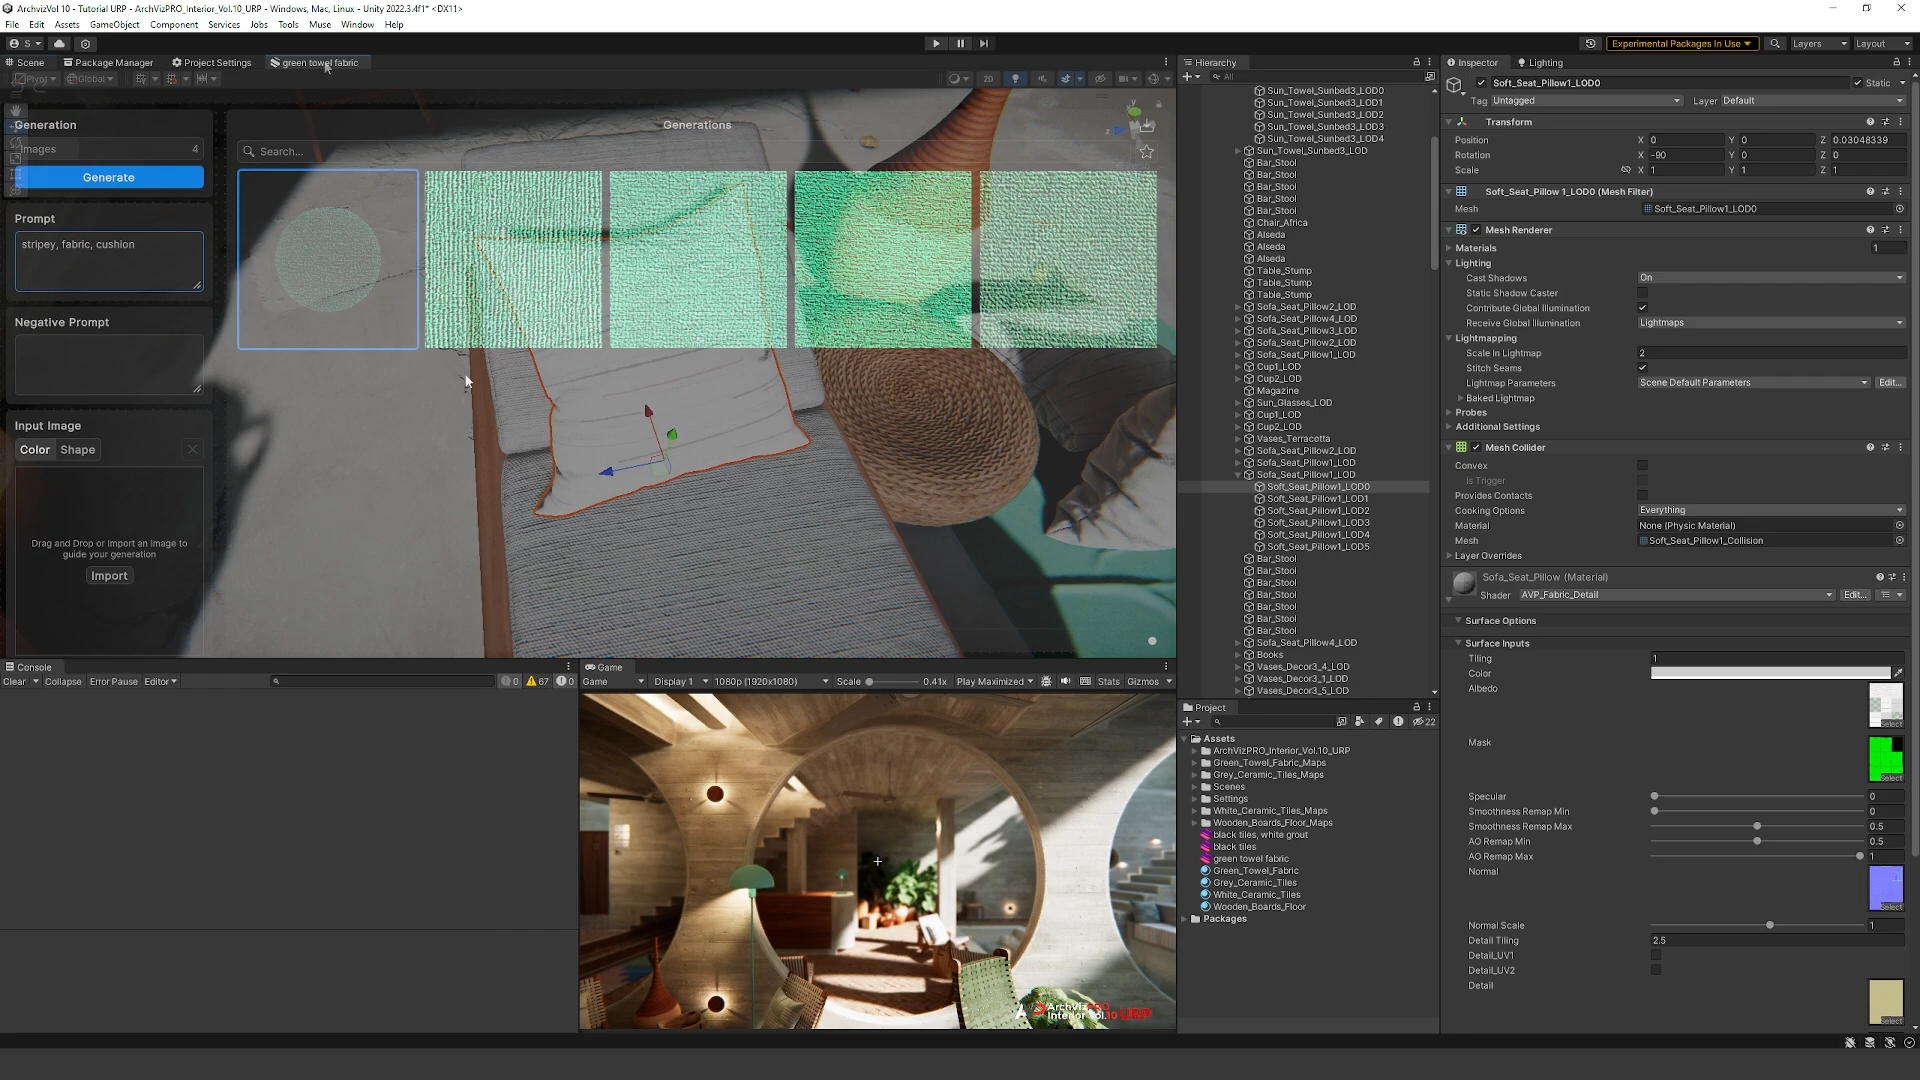 ArchvizVol 10 - Tutorial URP - ArchVizPRO_Interior_Vol.10_URP - Windows, Mac, Linux - Unity 2022.3.4f1* <DX11>
File Edit Assets GameObject Component Services Jobs Tools Muse Window Help
S
Experimental Packages In Use
Layers
Layout
Scene
Package Manager
Project Settings
green towel fabric
Pivot
Global
2D
Generation
Images
4
Generate
Prompt
stripey, fabric, cushion
Negative Prompt
Input Image
Color Shape
Drag and Drop or Import an image to
guide your generation
Import
Generations
Search...
Console
Clear Collapse Error Pause Editor
0
67
0
Game
Game
Display 1
1080p (1920x1080)
Scale
0.41x
Play Maximized
Stats
Gizmos
ArchVizPRO
Interior Vol.10 URP
Hierarchy
All
Sun_Towel_Sunbed3_LOD0
Sun_Towel_Sunbed3_LOD1
Sun_Towel_Sunbed3_LOD2
Sun_Towel_Sunbed3_LOD3
Sun_Towel_Sunbed3_LOD4
Sun_Towel_Sunbed3_LOD
Bar_Stool
Bar_Stool
Bar_Stool
Bar_Stool
Bar_Stool
Chair_Africa
Alseda
Alseda
Alseda
Table_Stump
Table_Stump
Table_Stump
Sofa_Seat_Pillow2_LOD
Sofa_Seat_Pillow4_LOD
Sofa_Seat_Pillow3_LOD
Sofa_Seat_Pillow2_LOD
Sofa_Seat_Pillow1_LOD
Cup1_LOD
Cup2_LOD
Magazine
Sun_Glasses_LOD
Cup1_LOD
Cup2_LOD
Vases_Terracotta
Sofa_Seat_Pillow2_LOD
Sofa_Seat_Pillow1_LOD
Sofa_Seat_Pillow1_LOD
Soft_Seat_Pillow1_LOD0
Soft_Seat_Pillow1_LOD1
Soft_Seat_Pillow1_LOD2
Soft_Seat_Pillow1_LOD3
Soft_Seat_Pillow1_LOD4
Soft_Seat_Pillow1_LOD5
Bar_Stool
Bar_Stool
Bar_Stool
Bar_Stool
Bar_Stool
Bar_Stool
Bar_Stool
Sofa_Seat_Pillow4_LOD
Books
Vases_Decor3_4_LOD
Vases_Decor3_1_LOD
Vases_Decor3_5_LOD
Project
22
Assets
ArchVizPRO_Interior_Vol.10_URP
Green_Towel_Fabric_Maps
Grey_Ceramic_Tiles_Maps
Scenes
Settings
White_Ceramic_Tiles_Maps
Wooden_Boards_Floor_Maps
black tiles, white grout
black tiles
green towel fabric
Green_Towel_Fabric
Grey_Ceramic_Tiles
White_Ceramic_Tiles
Wooden_Boards_Floor
Packages
Inspector
Lighting
Soft_Seat_Pillow1_LOD0
Static
Tag Untagged
Layer Default
Transform
Position X 0 Y 0 Z 0.03048339
Rotation X -90 Y 0 Z 0
Scale X 1 Y 1 Z 1
Soft_Seat_Pillow 1_LOD0 (Mesh Filter)
Mesh Soft_Seat_Pillow1_LOD0
Mesh Renderer
Materials 1
Lighting
Cast Shadows On
Static Shadow Caster
Contribute Global Illumination
Receive Global Illumination Lightmaps
Lightmapping
Scale In Lightmap 2
Stitch Seams
Lightmap Parameters Scene Default Parameters Edit...
Baked Lightmap
Probes
Additional Settings
Mesh Collider
Convex
Is Trigger
Provides Contacts
Cooking Options Everything
Material None (Physic Material)
Mesh Soft_Seat_Pillow1_Collision
Layer Overrides
Sofa_Seat_Pillow (Material)
Shader AVP_Fabric_Detail Edit...
Surface Options
Surface Inputs
Tiling 1
Color
Albedo
Select
Mask
Select
Specular 0
Smoothness Remap Min 0
Smoothness Remap Max 0.5
AO Remap Min 0.5
AO Remap Max 1
Normal
Select
Normal Scale 1
Detail Tiling 2.5
Detail_UV1
Detail_UV2
Detail
Select